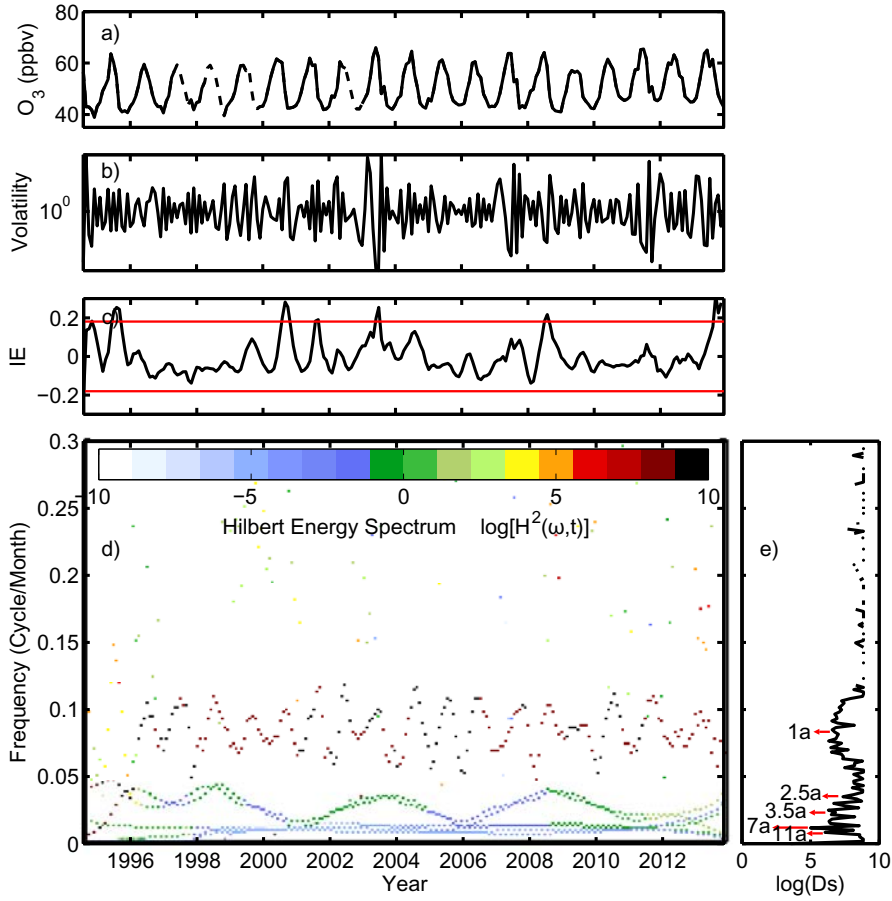 80
a)
60
40
O3 (ppbv)
b)
10^0
Volatility
c)
0.2
0
−0.2
IE
0.3
0.25
0.2
0.15
0.1
0.05
0
Frequency (Cycle/Month)
−10 −5 0 5 10
Hilbert Energy Spectrum log[H^2(ω,t)]
d)
1996 1998 2000 2002 2004 2006 2008 2010 2012
Year
e)
1a
2.5a
3.5a
7a
11a
0 5 10
log(Ds)